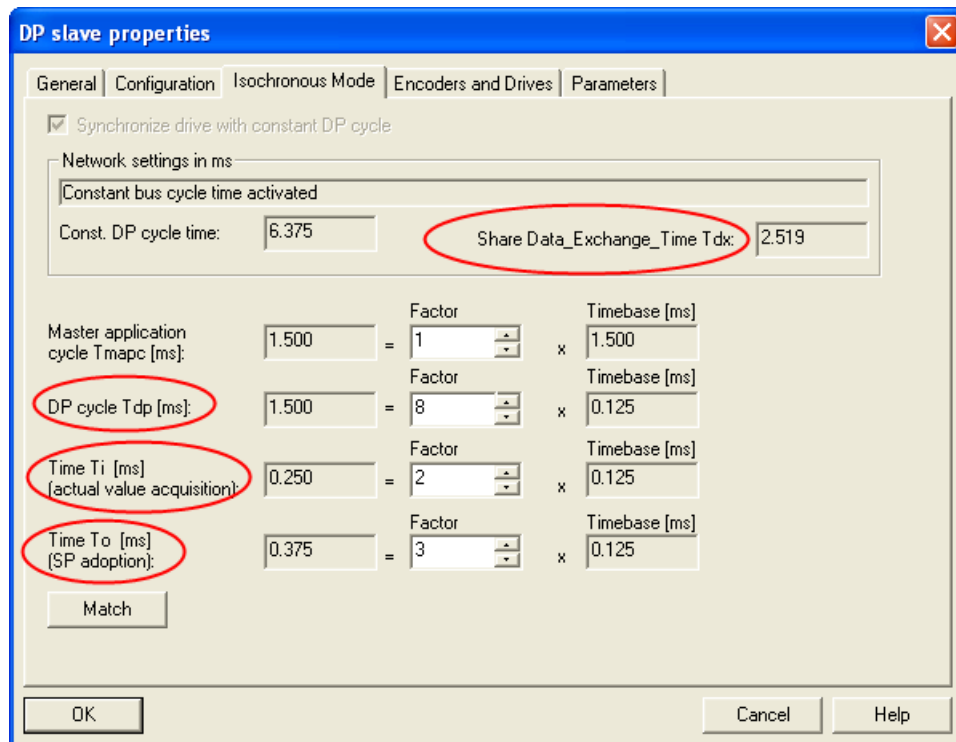 DP slave properties
General Configuration Isochronous Mode Encoders and Drives Parameters
Synchronize drive with constant DP cycle
Network settings in ms
Constant bus cycle time activated
Const. DP cycle time: 6.375 Share Data_Exchange_Time Tdx: 2.519
Factor Timebase [ms]
Master application
cycle Tmapc [ms]: 1.500 = 1 x 1.500
Factor Timebase [ms]
DP cycle Tdp [ms]: 1.500 = 8 x 0.125
Factor Timebase [ms]
Time Ti [ms]
(actual value acquisition): 0.250 = 2 x 0.125
Factor Timebase [ms]
Time To [ms]
(SP adoption): 0.375 = 3 x 0.125
Match
OK Cancel Help